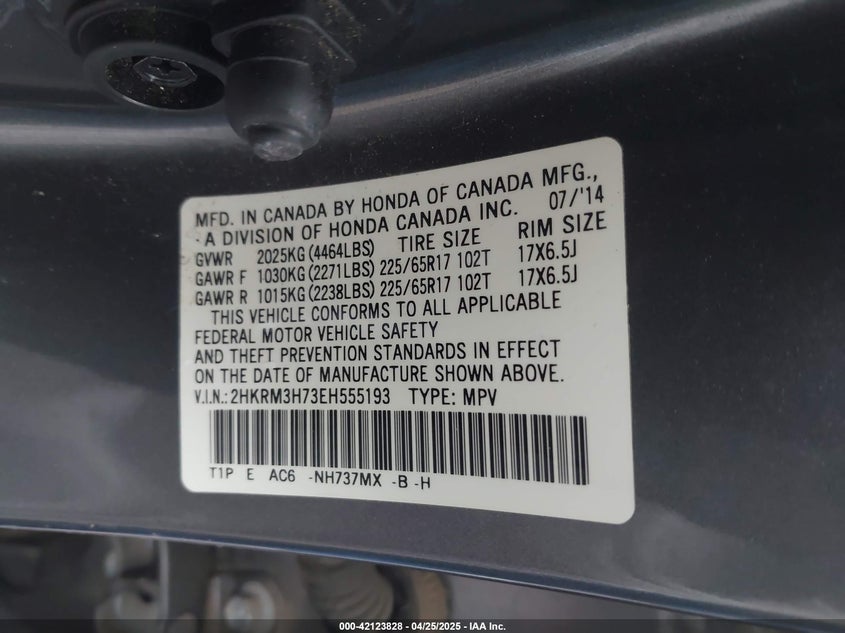 MFD. IN CANADA BY HONDA OF CANADA MFG.,
A DIVISION OF HONDA CANADA INC. 07/'14
GVWR 2025KG(4464LBS) TIRE SIZE RIM SIZE
GAWR F 1030KG(2271LBS) 225/65R17 102T 17X6.5J
GAWR R 1015KG(2238LBS) 225/65R17 102T 17X6.5J
THIS VEHICLE CONFORMS TO ALL APPLICABLE
FEDERAL MOTOR VEHICLE SAFETY
AND THEFT PREVENTION STANDARDS IN EFFECT
ON THE DATE OF MANUFACTURE SHOWN ABOVE.
V.I.N.: 2HKRM3H73EH555193 TYPE: MPV
T1P E AC6 -NH737MX -B -H
000-42123828 - 04/25/2025 - IAA Inc.